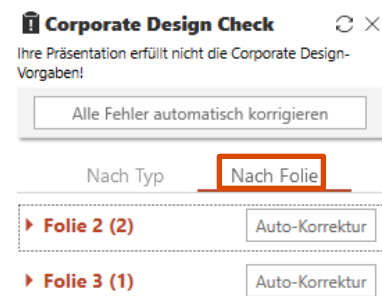 Corporate Design Check
Ihre Präsentation erfüllt nicht die Corporate Design-
Vorgaben!
Alle Fehler automatisch korrigieren
Nach Typ Nach Folie
Folie 2 (2) Auto-Korrektur
Folie 3 (1) Auto-Korrektur